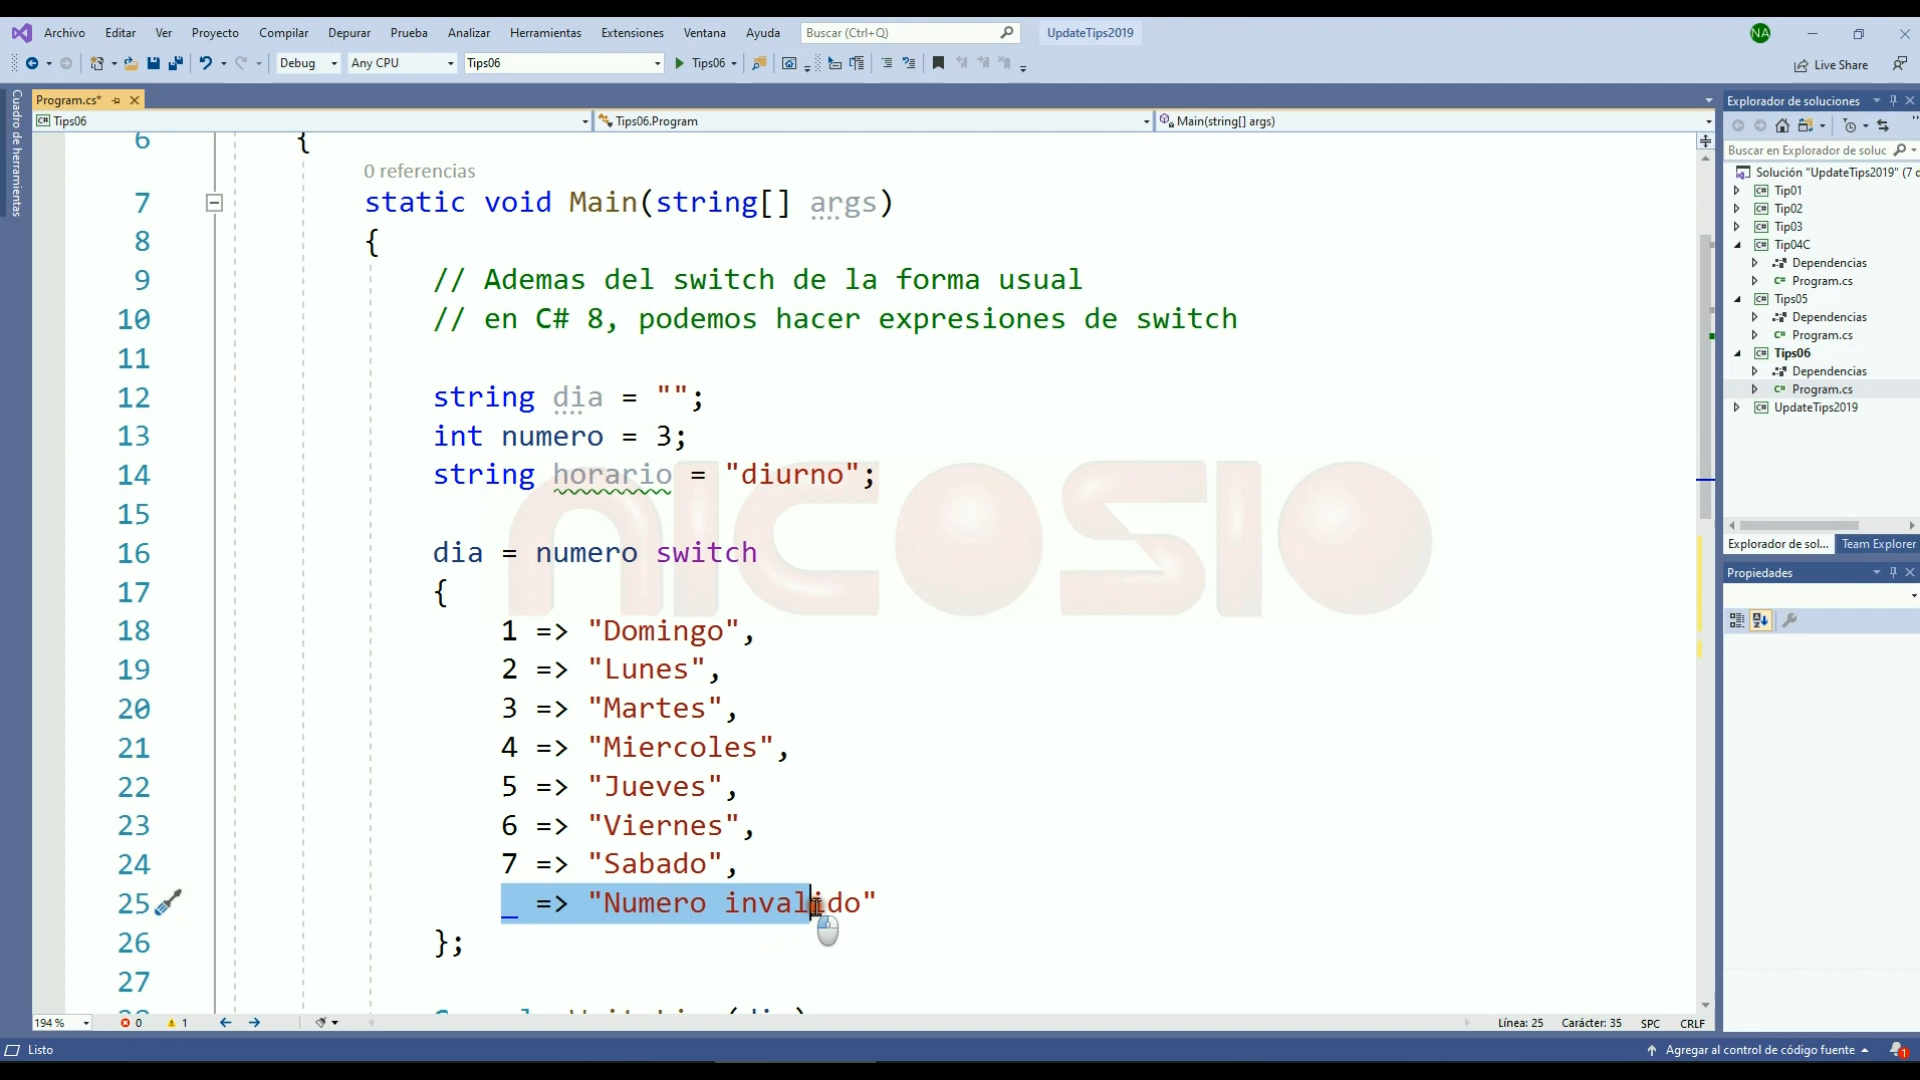 Archivo Editar Ver Proyecto Compilar Depurar Prueba Analizar Herramientas Extensiones Ventana Ayuda Buscar (Ctrl+Q) UpdateTips2019 NA
Debug Any CPU Tips06 Tips06 Live Share
Cuadro de herramientas
Program.cs*
Tips06 Tips06.Program Main(string[] args)
6 {
0 referencias
7 static void Main(string[] args)
8 {
9 // Ademas del switch de la forma usual
10 // en C# 8, podemos hacer expresiones de switch
11
12 string dia = "";
13 int numero = 3;
14 string horario = "diurno";
15
16 dia = numero switch
17 {
18 1 => "Domingo",
19 2 => "Lunes",
20 3 => "Martes",
21 4 => "Miercoles",
22 5 => "Jueves",
23 6 => "Viernes",
24 7 => "Sabado",
25 _ => "Numero invalido"
26 };
27
NICOSIO
Explorador de soluciones
Buscar en Explorador de soluc
Solución "UpdateTips2019" (7 d
Tip01
Tip02
Tip03
Tip04C
Dependencias
Program.cs
Tips05
Dependencias
Program.cs
Tips06
Dependencias
Program.cs
UpdateTips2019
Explorador de sol... Team Explorer
Propiedades
194 % 0 1 Línea: 25 Carácter: 35 SPC CRLF
Listo Agregar al control de código fuente 1